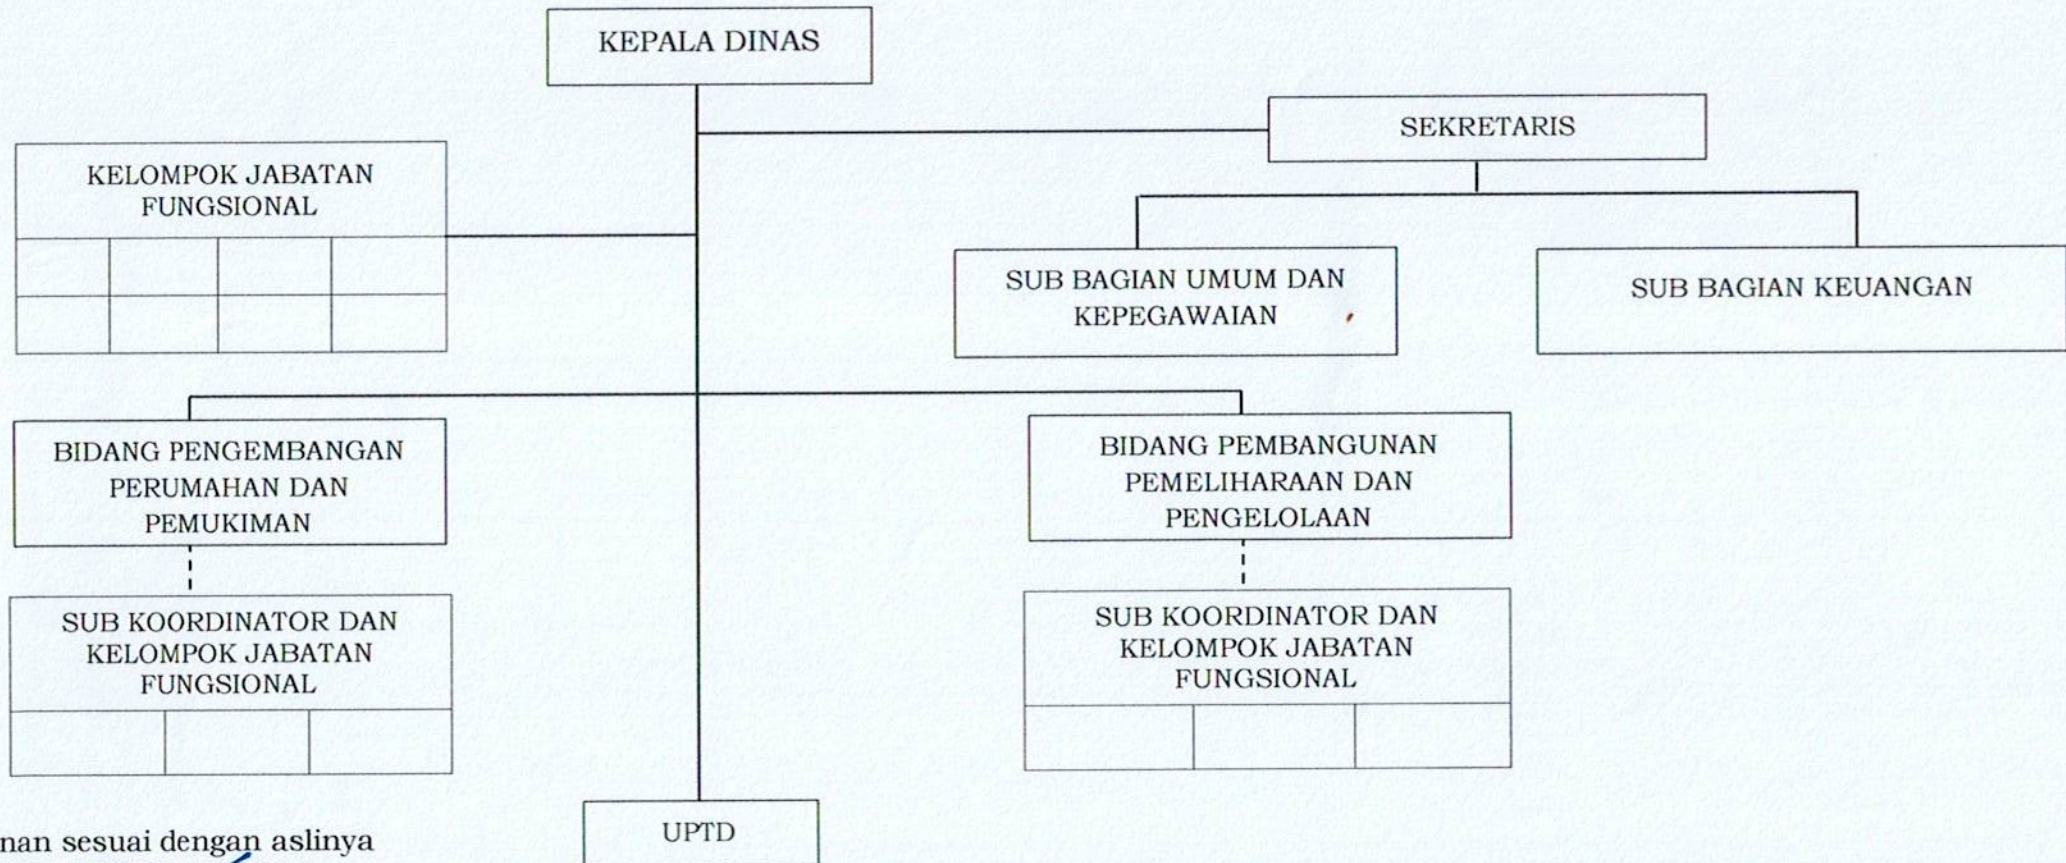 KEPALA DINAS
SEKRETARIS
KELOMPOK JABATAN
FUNGSIONAL
SUB BAGIAN UMUM DAN
KEPEGAWAIAN
SUB BAGIAN KEUANGAN
BIDANG PENGEMBANGAN
PERUMAHAN DAN
PEMUKIMAN
BIDANG PEMBANGUNAN
PEMELIHARAAN DAN
PENGELOLAAN
SUB KOORDINATOR DAN
KELOMPOK JABATAN
FUNGSIONAL
SUB KOORDINATOR DAN
KELOMPOK JABATAN
FUNGSIONAL
UPTD
nan sesuai dengan aslinya